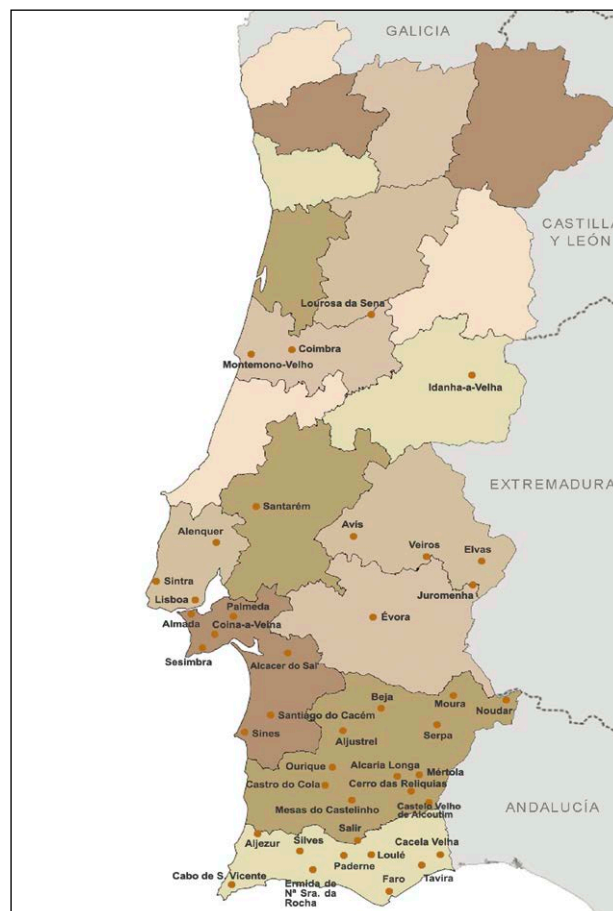 GALICIA
CASTILLA
Y LEÓN
Lourosa da Sena
Coimbra
Montemono-Velho
Idanha-a-Velha
EXTREMADURA
Santarém
Avis
Alenquer
Veiros
Elvas
Sintra
Juromenha
Lisboa
Palmeda
Almada
Coina-a-Velna
Évora
Sesimbra
Alcacer do Sal
Beja
Moura
Noudar
Santiago do Cacém
Sines
Aljustrel
Serpa
Ourique
Alcaria Longa
Mértola
Castro do Cola
Cerro das Reliquias
Mesas do Castelinho
Castelo Velho
de Alcoutim
ANDALUCÍA
Salir
Aljezur
Silves
Cacela Velha
Paderne
Loulé
Cabo de S. Vicente
Ermida de
Nª Sra. da
Rocha
Faro
Tavira